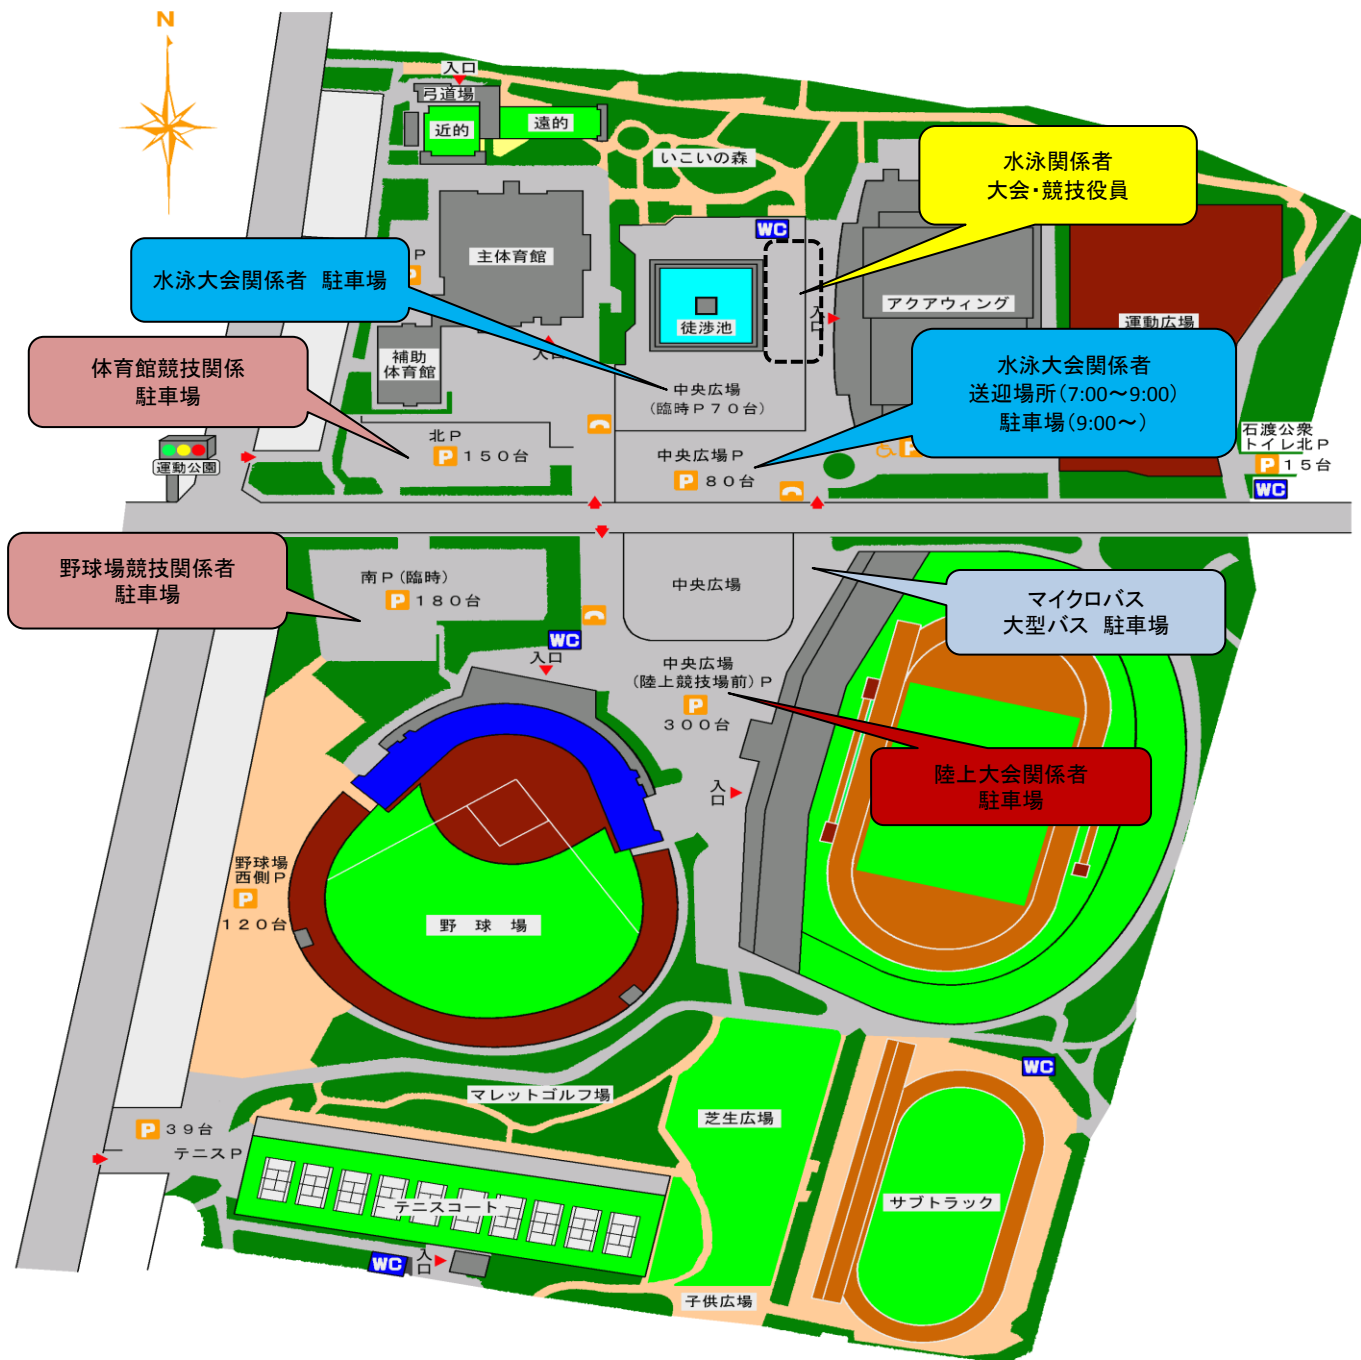 N
入口
弓道場
近的
遠的
いこいの森
水泳関係者
大会・競技役員
WC
主体育館
P
水泳大会関係者 駐車場
アクアウィング
入口
徒渉池
運動広場
補助
体育館
入口
体育館競技関係
駐車場
中央広場
(臨時P70台)
水泳大会関係者
送迎場所(7:00～9:00)
駐車場(9:00～)
北P
P 150台
中央広場P
P 80台
P
石渡公衆
トイレ北P
P 15台
WC
運動公園
野球場競技関係者
駐車場
南P(臨時)
P 180台
中央広場
マイクロバス
大型バス 駐車場
WC
入口
中央広場
(陸上競技場前)P
P
300台
陸上大会関係者
駐車場
入口
野球場
西側P
P
120台
野球場
WC
マレットゴルフ場
芝生広場
P 39台
テニスP
テニスコート
サブトラック
WC
入口
子供広場